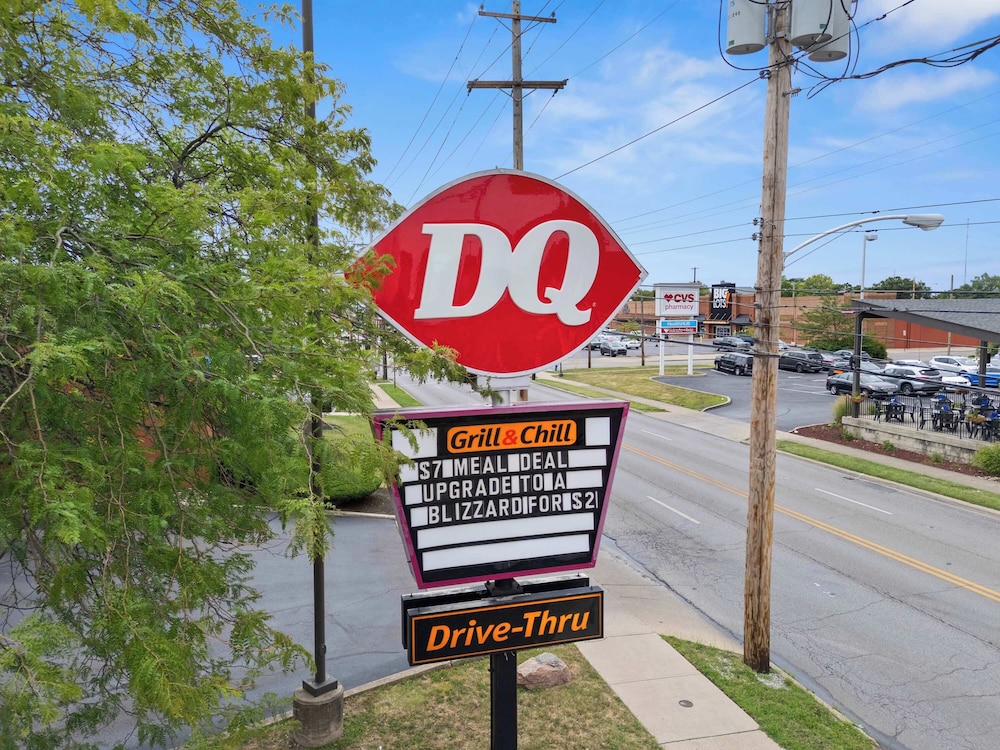 DQ
CVS
pharmacy
BIG
LOTS!
Grill & Chill
$7 MEAL DEAL
UPGRADE TO A
BLIZZARD FOR $2
Drive-Thru